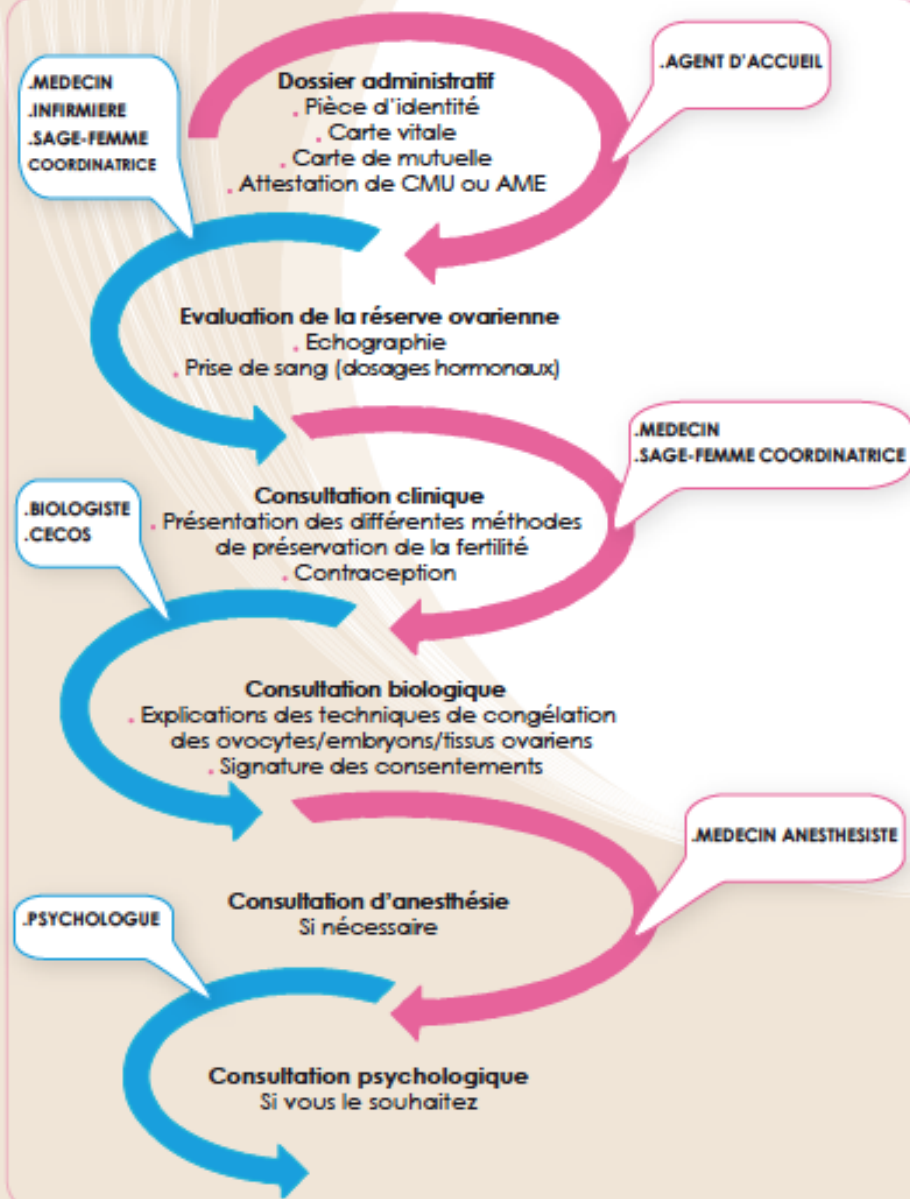 .MEDECIN
.INFIRMIERE
.SAGE-FEMME
COORDINATRICE
.AGENT D'ACCUEIL
Dossier administratif
. Pièce d'identité
. Carte vitale
. Carte de mutuelle
. Attestation de CMU ou AME
Evaluation de la réserve ovarienne
. Echographie
. Prise de sang (dosages hormonaux)
.MEDECIN
.SAGE-FEMME COORDINATRICE
Consultation clinique
. Présentation des différentes méthodes
de préservation de la fertilité
. Contraception
.BIOLOGISTE
.CECOS
Consultation biologique
. Explications des techniques de congélation
des ovocytes/embryons/tissus ovariens
. Signature des consentements
.MEDECIN ANESTHESISTE
Consultation d'anesthésie
Si nécessaire
.PSYCHOLOGUE
Consultation psychologique
Si vous le souhaitez